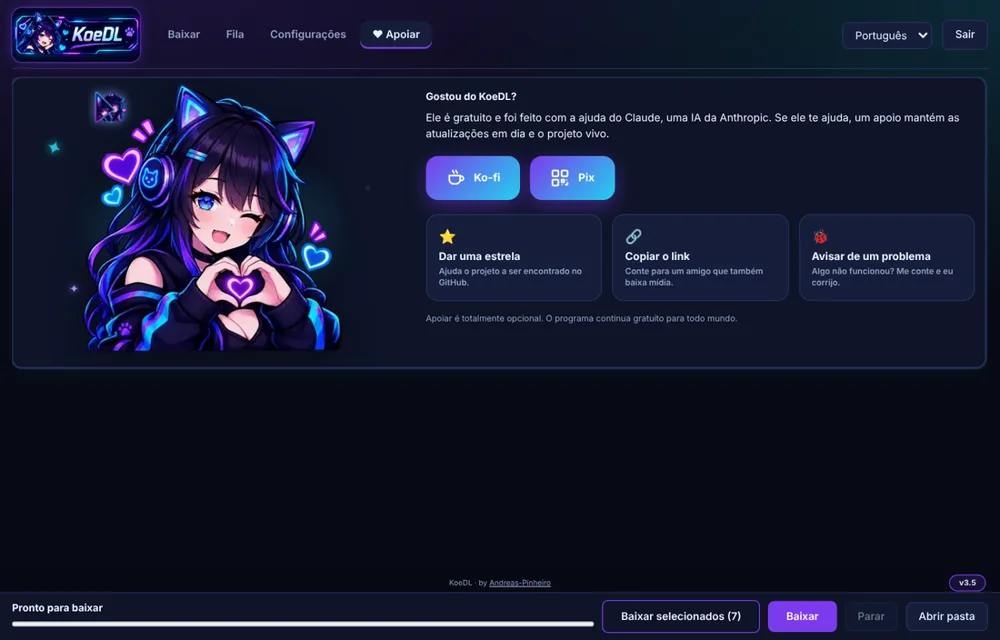 KoeDL
Baixar
Fila
Configurações
♥ Apoiar
Português
Sair
Gostou do KoeDL?
Ele é gratuito e foi feito com a ajuda do Claude, uma IA da Anthropic. Se ele te ajuda, um apoio mantém as
atualizações em dia e o projeto vivo.
Ko-fi
Pix
Dar uma estrela
Ajuda o projeto a ser encontrado no
GitHub.
Copiar o link
Conte para um amigo que também
baixa mídia.
Avisar de um problema
Algo não funcionou? Me conte e eu
corrijo.
Apoiar é totalmente opcional. O programa continua gratuito para todo mundo.
KoeDL · by Andreas-Pinheiro
v3.5
Pronto para baixar
Baixar selecionados (7)
Baixar
Parar
Abrir pasta